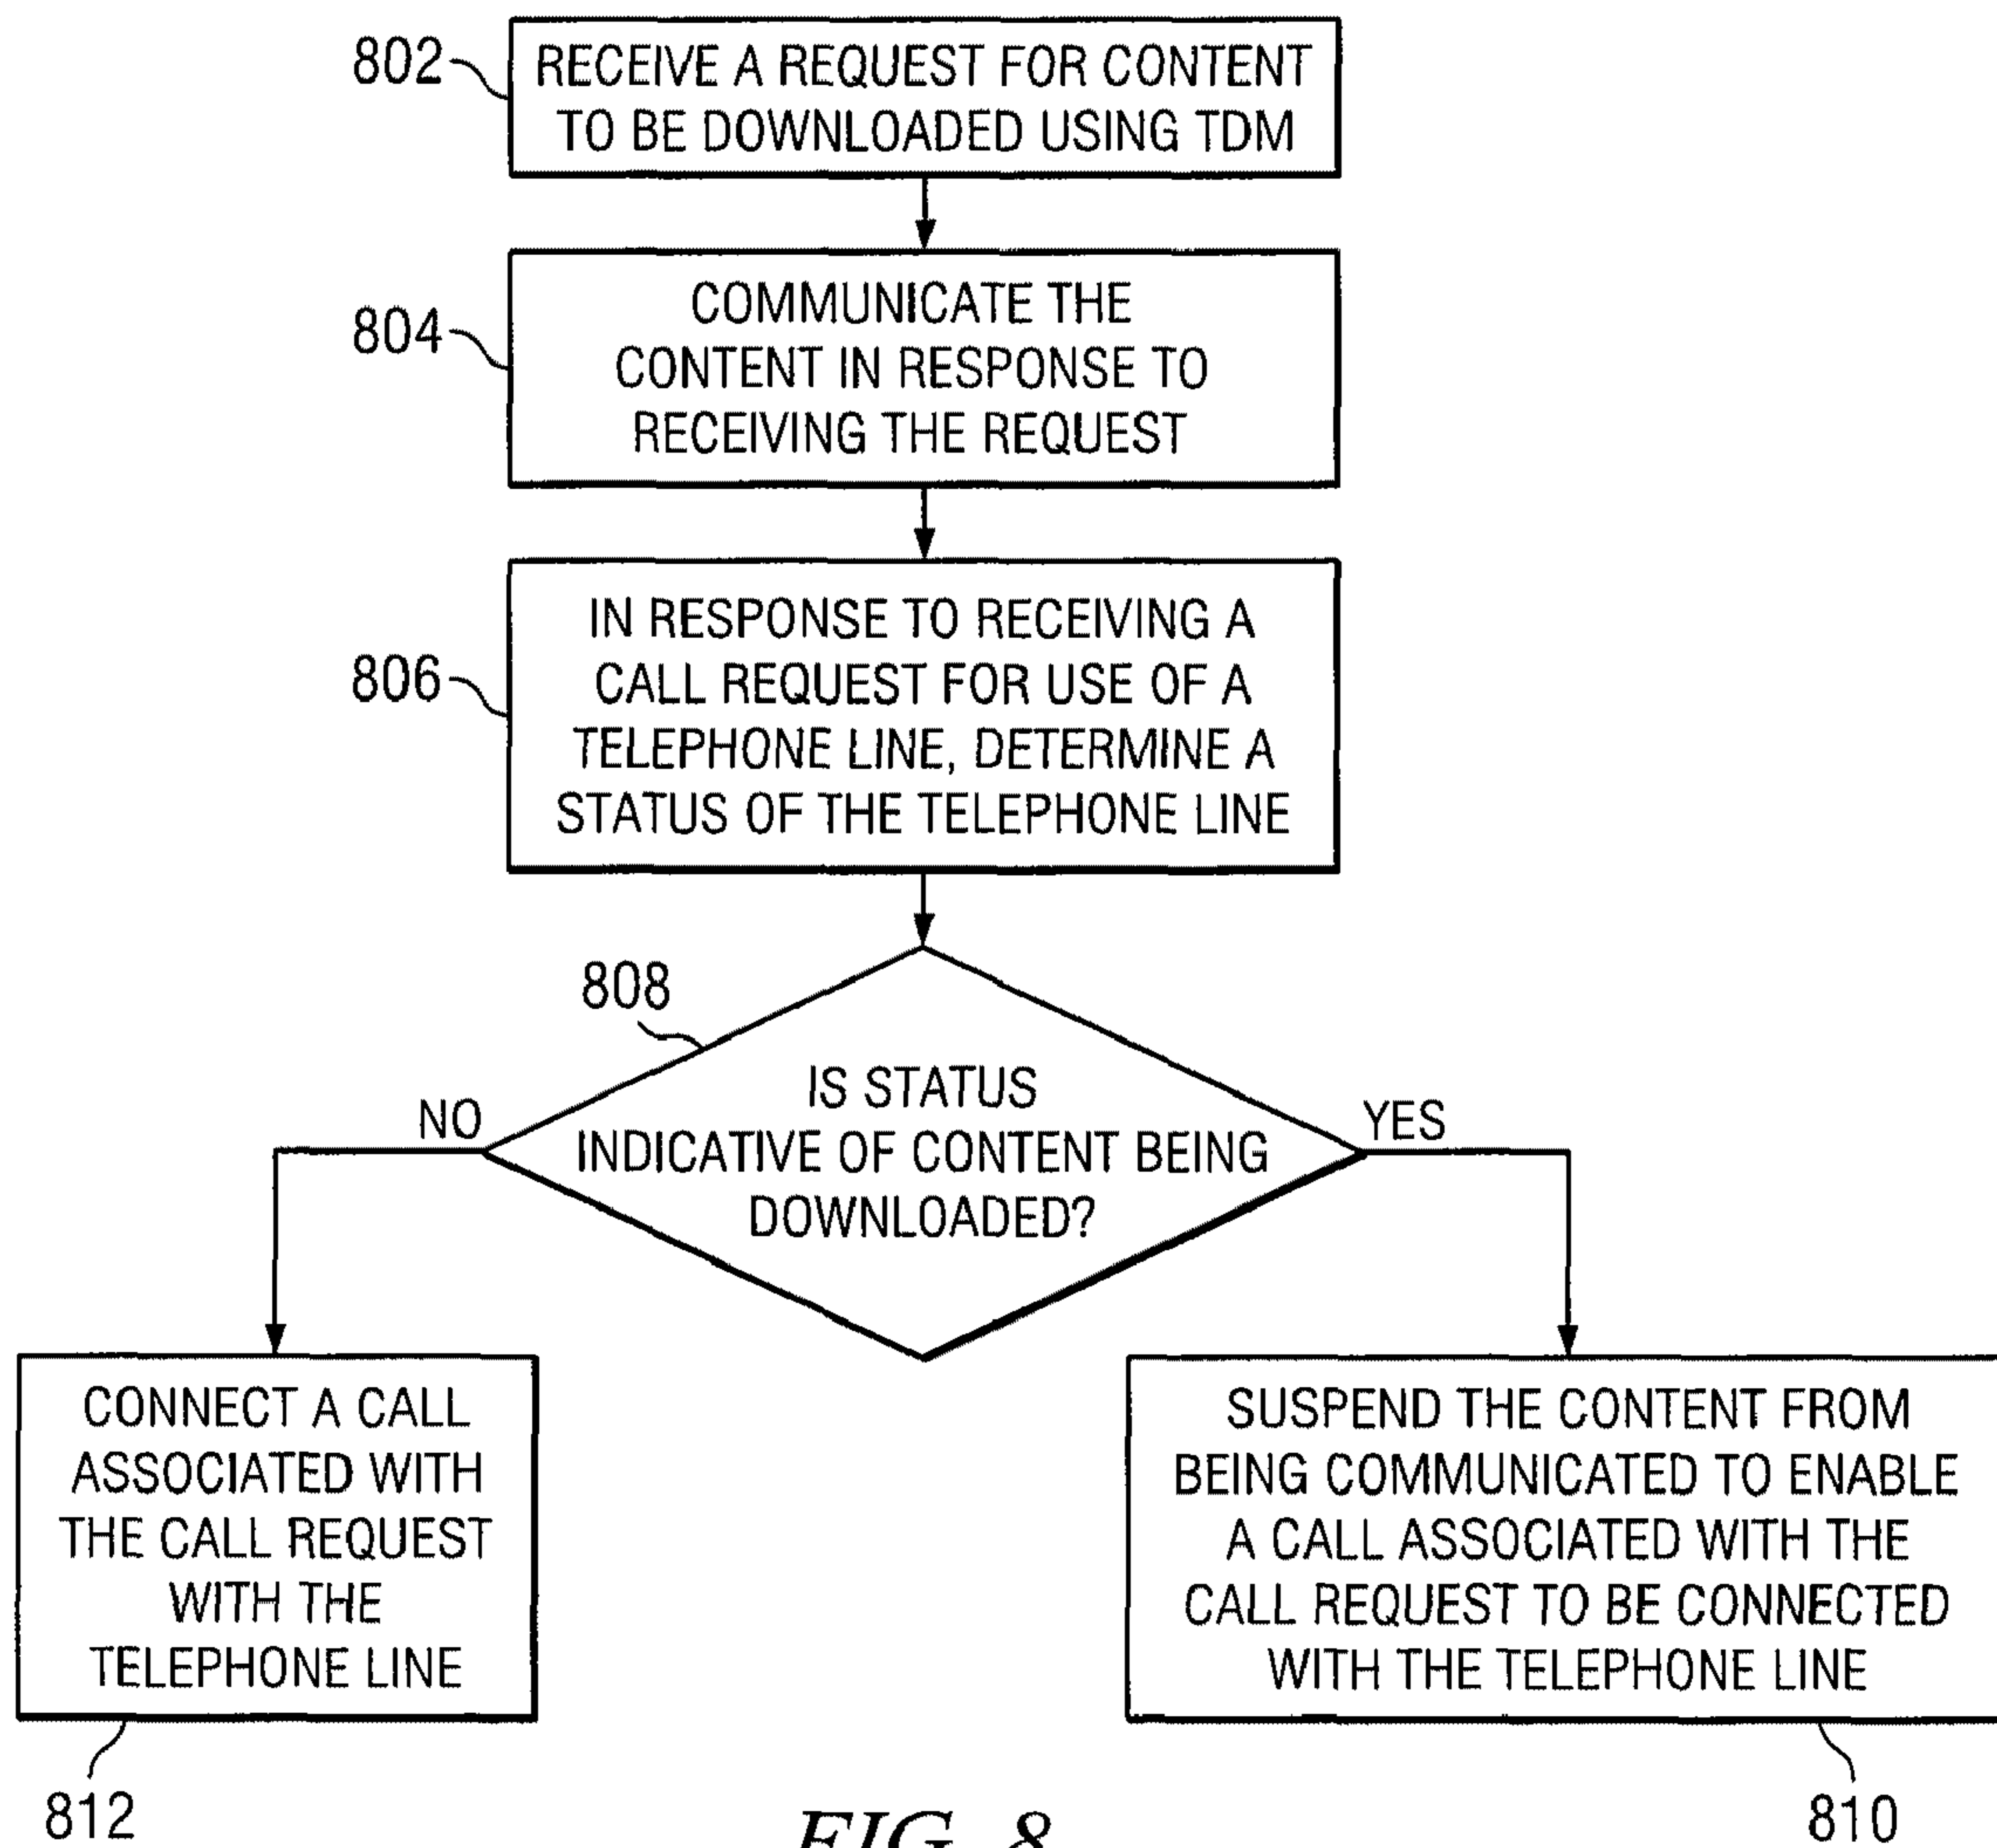 802
RECEIVE A REQUEST FOR CONTENT
TO BE DOWNLOADED USING TDM
804
COMMUNICATE THE
CONTENT IN RESPONSE TO
RECEIVING THE REQUEST
806
IN RESPONSE TO RECEIVING A
CALL REQUEST FOR USE OF A
TELEPHONE LINE, DETERMINE A
STATUS OF THE TELEPHONE LINE
808
IS STATUS
INDICATIVE OF CONTENT BEING
DOWNLOADED?
NO
YES
CONNECT A CALL
ASSOCIATED WITH
THE CALL REQUEST
WITH THE
TELEPHONE LINE
812
SUSPEND THE CONTENT FROM
BEING COMMUNICATED TO ENABLE
A CALL ASSOCIATED WITH THE
CALL REQUEST TO BE CONNECTED
WITH THE TELEPHONE LINE
810
FIG. 8